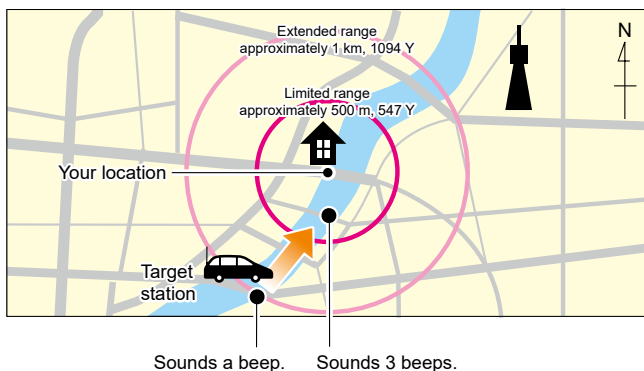 Extended range
approximately 1 km, 1094 Y
N
Limited range
approximately 500 m, 547 Y
Your location
Target
station
Sounds a beep.
Sounds 3 beeps.